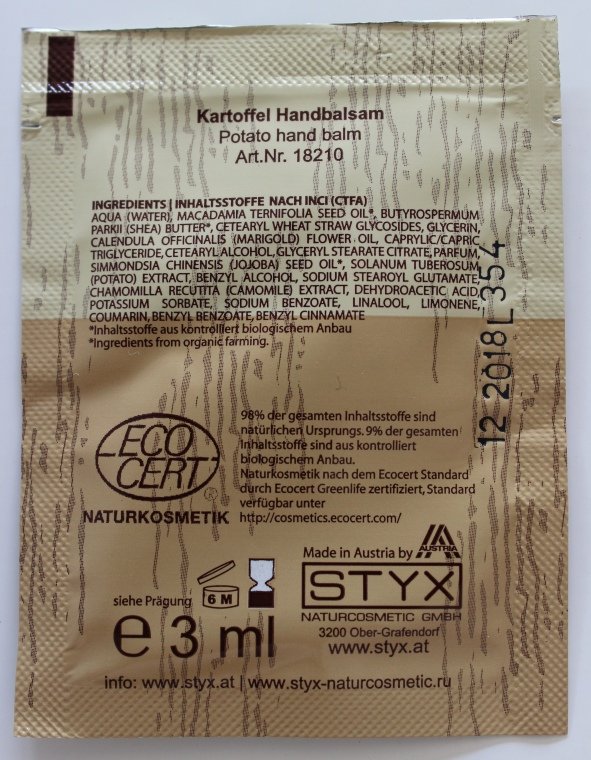 Kartoffel Handbalsam
Potato hand balm
Art.Nr. 18210
INGREDIENTS | INHALTSSTOFFE NACH INCI (CTFA)
AQUA (WATER), MACADAMIA TERNIFOLIA SEED OIL*, BUTYROSPERMUM
PARKII (SHEA) BUTTER*, CETEARYL WHEAT STRAW GLYCOSIDES, GLYCERIN,
CALENDULA OFFICINALIS (MARIGOLD) FLOWER OIL, CAPRYLIC/CAPRIC
TRIGLYCERIDE, CETEARYL ALCOHOL, GLYCERYL STEARATE CITRATE, PARFUM,
SIMMONDSIA CHINENSIS (JOJOBA) SEED OIL*, SOLANUM TUBEROSUM
(POTATO) EXTRACT, BENZYL ALCOHOL, SODIUM STEAROYL GLUTAMATE,
CHAMOMILLA RECUTITA (CAMOMILE) EXTRACT, DEHYDROACETIC ACID,
POTASSIUM SORBATE, SODIUM BENZOATE, LINALOOL, LIMONENE,
COUMARIN, BENZYL BENZOATE, BENZYL CINNAMATE
*Inhaltsstoffe aus kontrolliert biologischem Anbau
*Ingredients from organic farming.
12 2018 L 354
ECO
CERT
NATURKOSMETIK
98% der gesamten Inhaltsstoffe sind
natürlichen Ursprungs. 9% der gesamten
Inhaltsstoffe sind aus kontrolliert
biologischem Anbau.
Naturkosmetik nach dem Ecocert Standard
durch Ecocert Greenlife zertifiziert, Standard
verfügbar unter
http://cosmetics.ecocert.com/
Made in Austria by
AUSTRIA
siehe Prägung
6 M
STYX
NATURCOSMETIC GMBH
3200 Ober-Grafendorf
www.styx.at
e 3 ml
info: www.styx.at | www.styx-naturcosmetic.ru